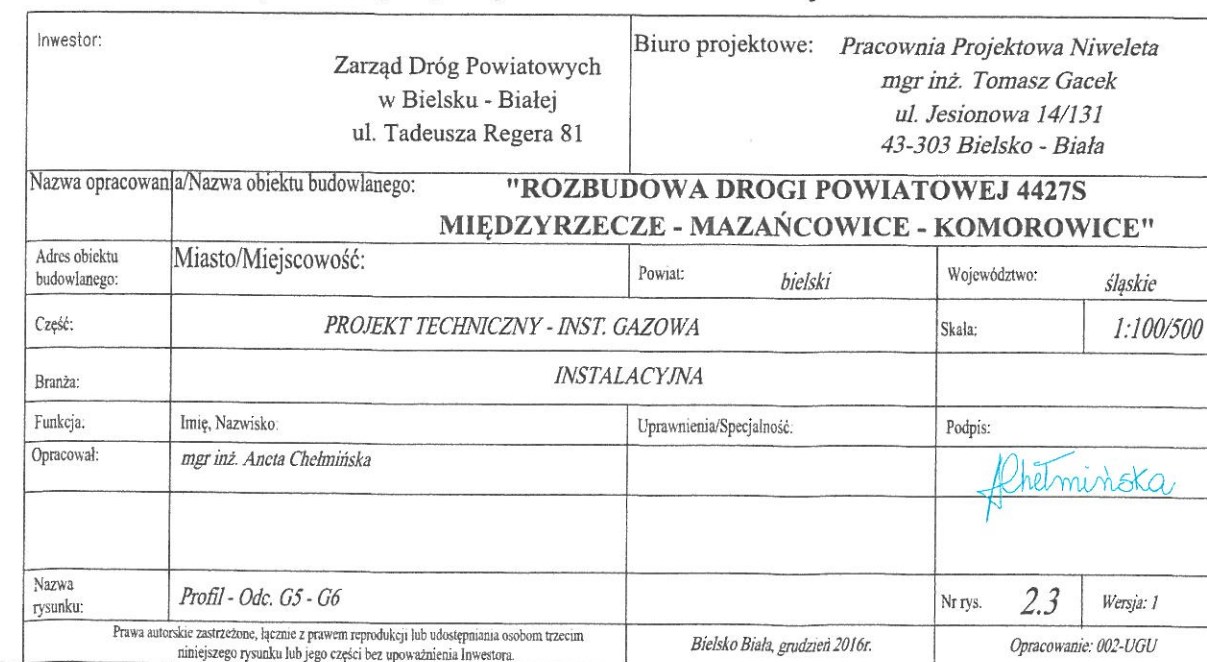 Inwestor:
Zarząd Dróg Powiatowych
w Bielsku - Białej
ul. Tadeusza Regera 81
Biuro projektowe: Pracownia Projektowa Niweleta
mgr inż. Tomasz Gacek
ul. Jesionowa 14/131
43-303 Bielsko - Biała
Nazwa opracowania/Nazwa obiektu budowlanego: "ROZBUDOWA DROGI POWIATOWEJ 4427S
MIĘDZYRZECZE - MAZAŃCOWICE - KOMOROWICE"
Adres obiektu
budowlanego:
Miasto/Miejscowość:
Powiat: bielski
Województwo: śląskie
Część: PROJEKT TECHNICZNY - INST. GAZOWA
Skala: 1:100/500
Branża: INSTALACYJNA
Funkcja. Imię, Nazwisko: Uprawnienia/Specjalność: Podpis:
Opracował: mgr inż. Aneta Chełmińska
AChełmińska
Nazwa
rysunku:
Profil - Odc. G5 - G6
Nr rys. 2.3 Wersja: 1
Prawa autorskie zastrzeżone, łącznie z prawem reprodukcji lub udostępniania osobom trzecim
niniejszego rysunku lub jego części bez upoważnienia Inwestora.
Bielsko Biała, grudzień 2016r.
Opracowanie: 002-UGU